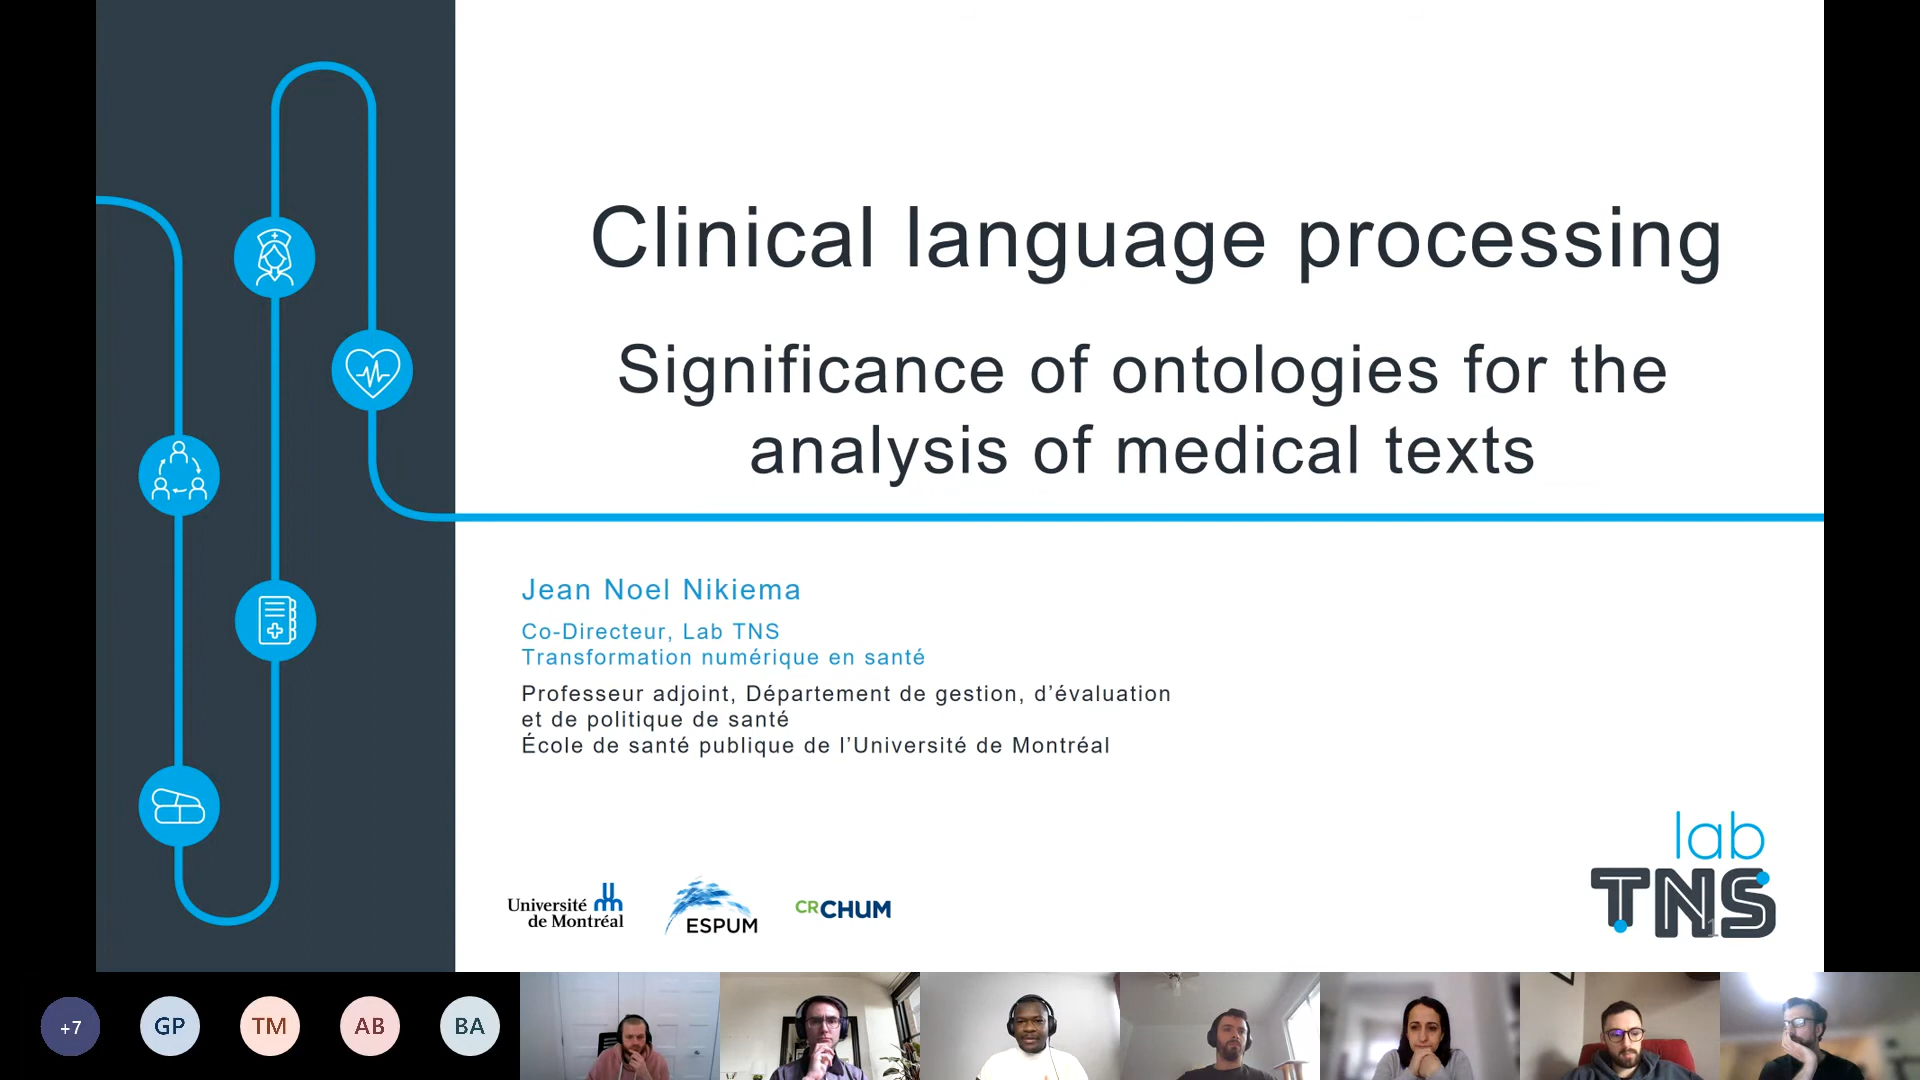 Clinical language processing
Significance of ontologies for the
analysis of medical texts
Jean Noel Nikiema
Co-Directeur, Lab TNS
Transformation numérique en santé
Professeur adjoint, Département de gestion, d’évaluation
et de politique de santé
École de santé publique de l’Université de Montréal
Université
de Montréal
ESPUM
CRCHUM
lab
TNS
1
+7
GP
TM
AB
BA